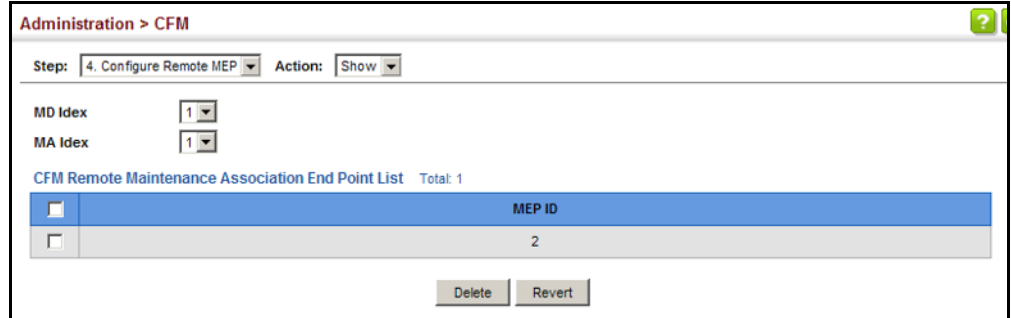 Administration > CFM
?
Step: 4. Configure Remote MEP Action: Show
MD Idex 1
MA Idex 1
CFM Remote Maintenance Association End Point List Total: 1
MEP ID
2
Delete Revert